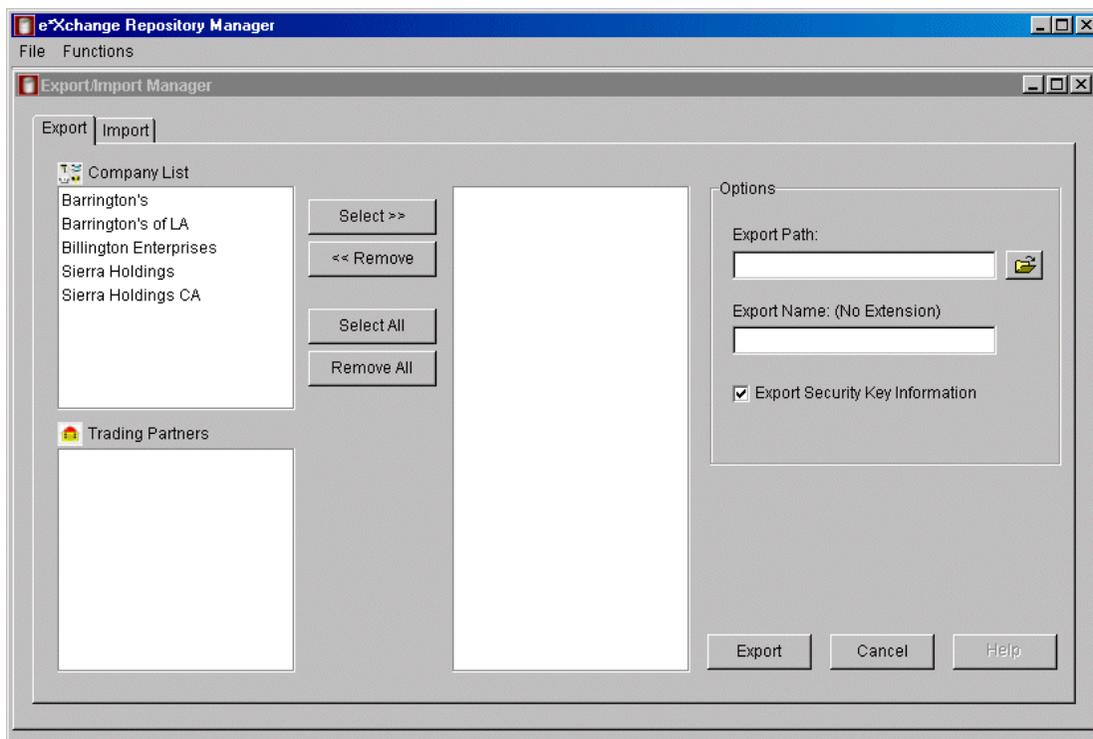 e*Xchange Repository Manager
File Functions
Export/Import Manager
Export Import
Company List
Barrington's
Barrington's of LA
Billington Enterprises
Sierra Holdings
Sierra Holdings CA
Select >>
<< Remove
Select All
Remove All
Trading Partners
Options
Export Path:
Export Name: (No Extension)
Export Security Key Information
Export Cancel Help